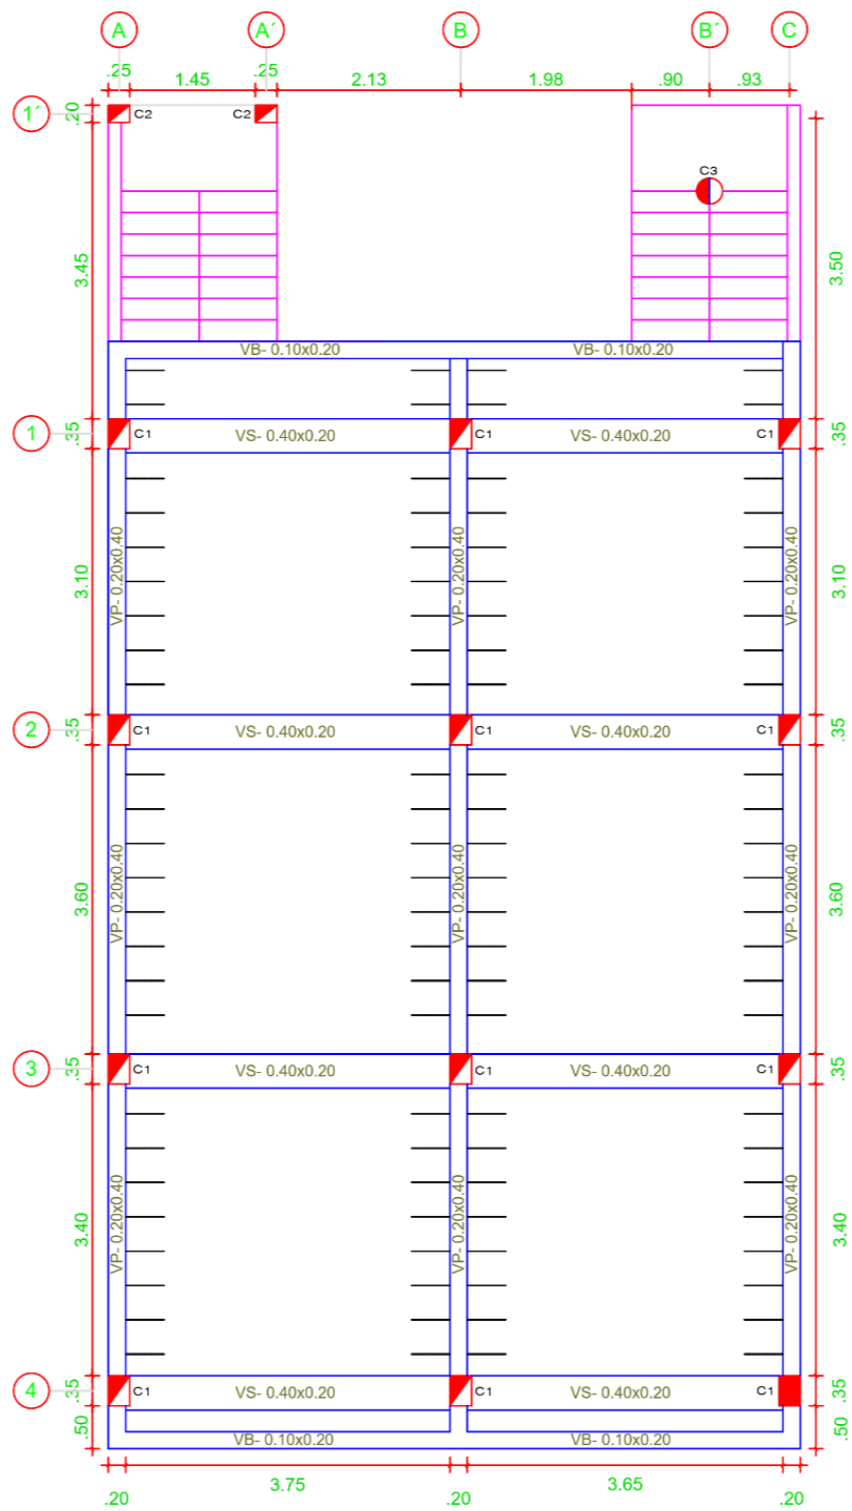 A A´ B B´ C
.25 1.45 .25 2.13 1.98 .90 .93
1´ .20 C2 C2
C3
3.45 3.50
VB- 0.10x0.20 VB- 0.10x0.20
1 .35 C1 VS- 0.40x0.20 C1 VS- 0.40x0.20 C1 .35
3.10 VP- 0.20x0.40 VP- 0.20x0.40 VP- 0.20x0.40 3.10
2 .35 C1 VS- 0.40x0.20 C1 VS- 0.40x0.20 C1 .35
3.60 VP- 0.20x0.40 VP- 0.20x0.40 VP- 0.20x0.40 3.60
3 .35 C1 VS- 0.40x0.20 C1 VS- 0.40x0.20 C1 .35
3.40 VP- 0.20x0.40 VP- 0.20x0.40 VP- 0.20x0.40 3.40
4 .35 C1 VS- 0.40x0.20 C1 VS- 0.40x0.20 C1 .35
.50 VB- 0.10x0.20 VB- 0.10x0.20 .50
3.75 3.65
.20 .20 .20